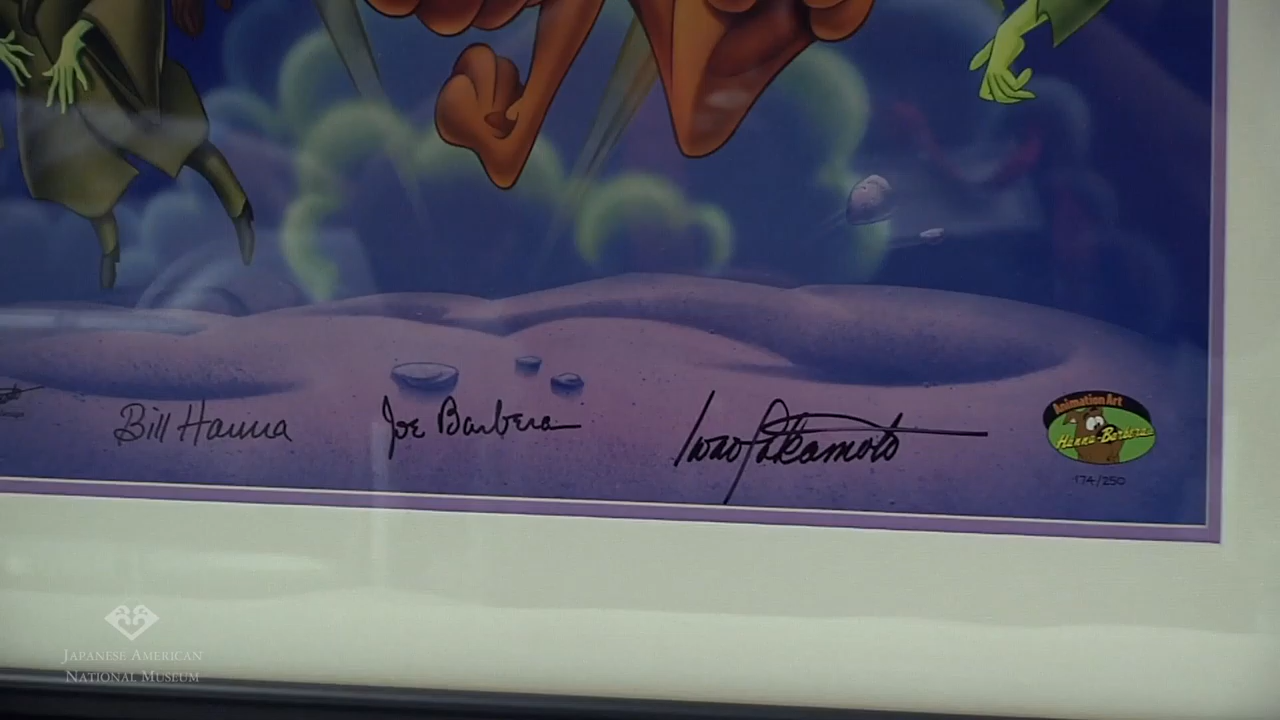 Bill Hanna
Joe Barbera
Iwao Takamoto
Animation Art
Hanna-Barbera
174/250
JAPANESE AMERICAN
NATIONAL MUSEUM